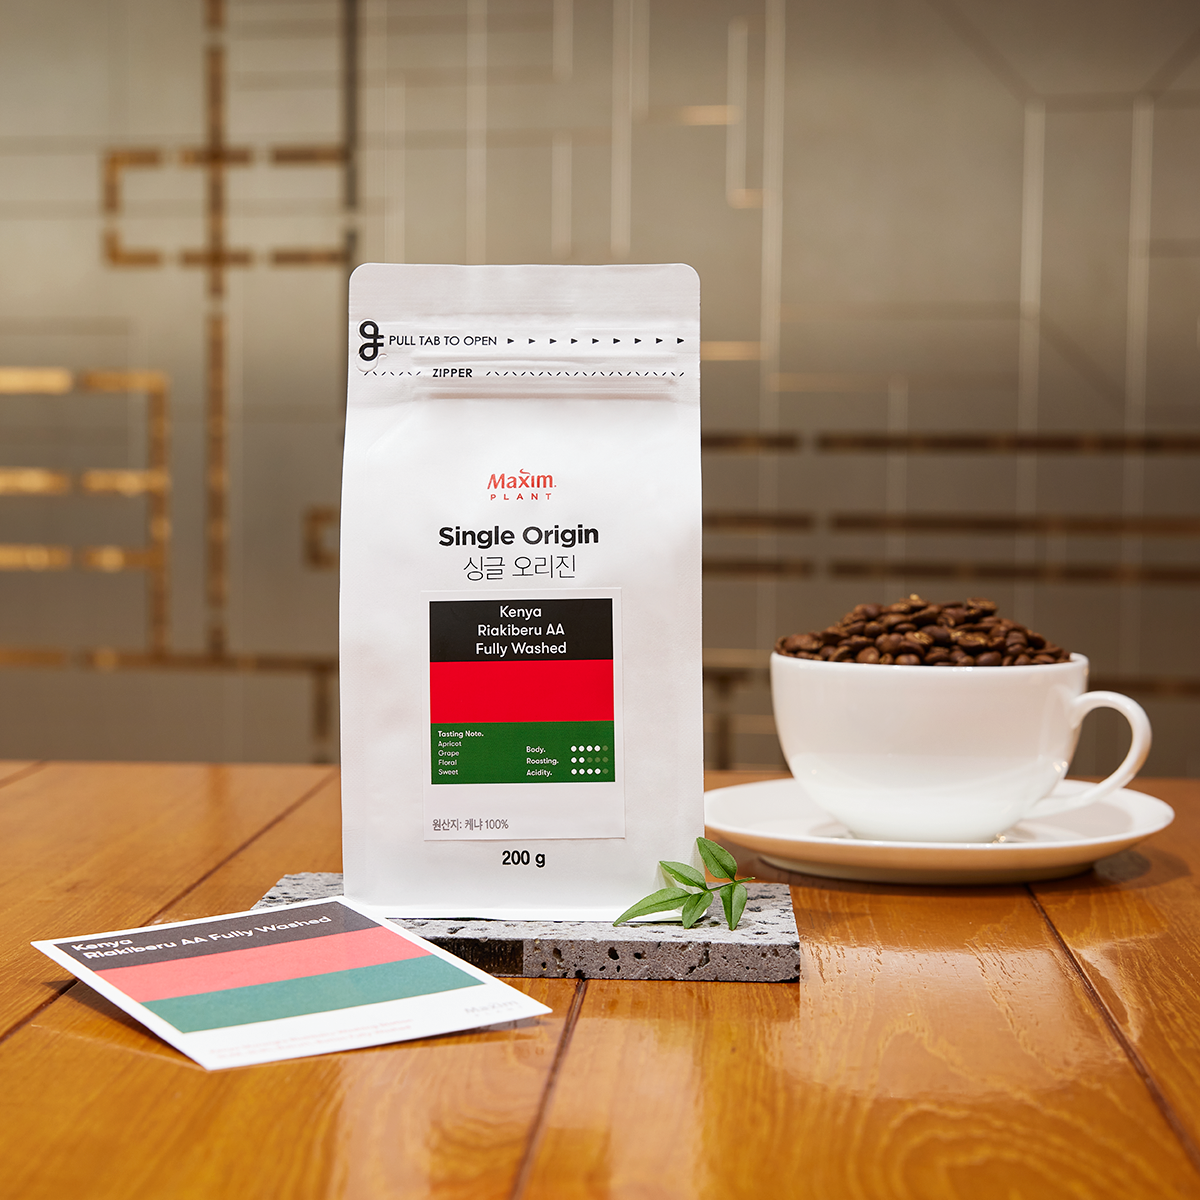 PULL TAB TO OPEN
ZIPPER
Maxim.
PLANT
Single Origin
싱글 오리진
Kenya
Riakiberu AA
Fully Washed
Tasting Note.
Apricot
Grape
Floral
Sweet
Body.
Roasting.
Acidity.
원산지: 케냐 100%
200 g
Kenya
Riakiberu AA Fully Washed
Maxim